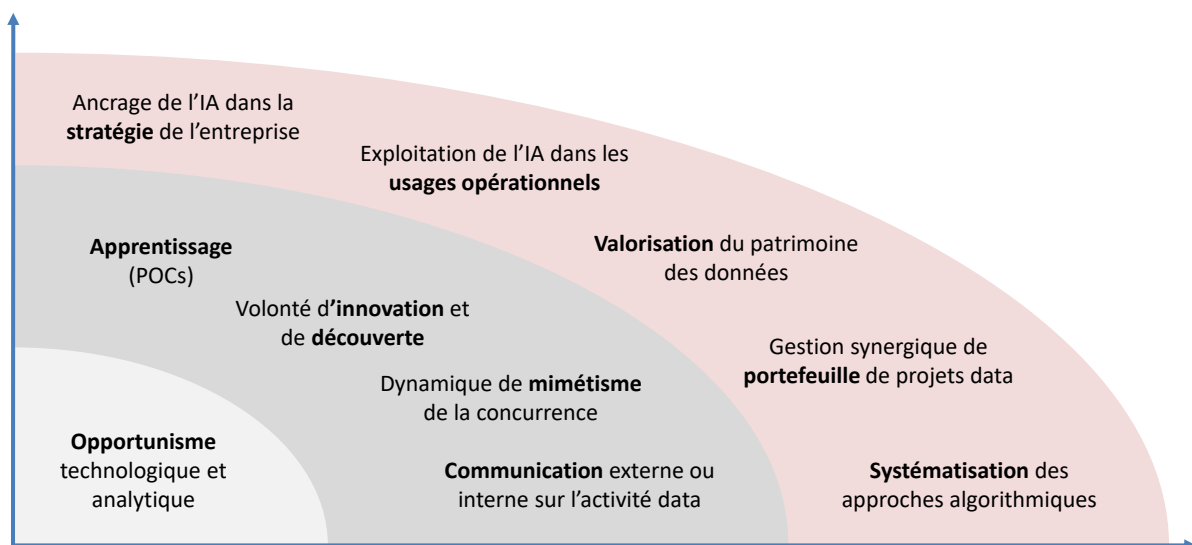 Ancrage de l’IA dans la
stratégie de l’entreprise
Exploitation de l’IA dans les
usages opérationnels
Valorisation du patrimoine
des données
Gestion synergique de
portefeuille de projets data
Systématisation des
approches algorithmiques
Apprentissage
(POCs)
Volonté d’innovation et
de découverte
Dynamique de mimétisme
de la concurrence
Communication externe ou
interne sur l’activité data
Opportunisme
technologique et
analytique